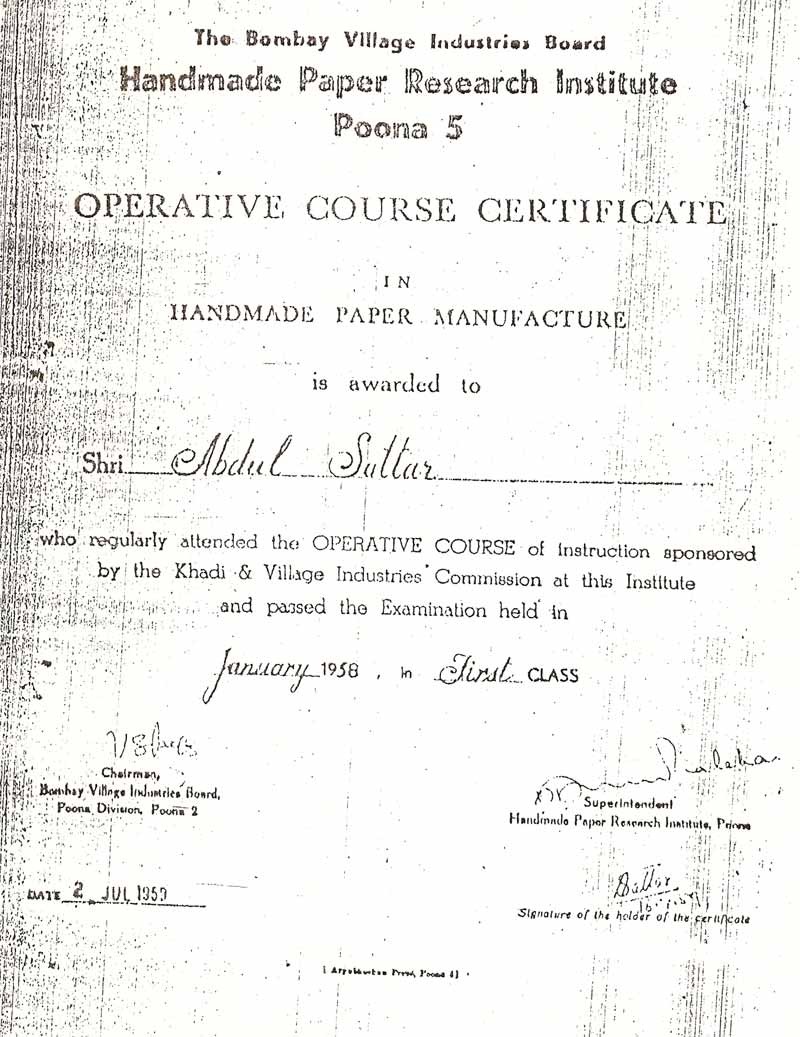 The Bombay Village Industries Board
Handmade Paper Research Institute
Poona 5
OPERATIVE COURSE CERTIFICATE
IN
HANDMADE PAPER MANUFACTURE
is awarded to
Shri Abdul Sattar
who regularly attended the OPERATIVE COURSE of instruction sponsored
by the Khadi & Village Industries Commission at this Institute
and passed the Examination held in
January 1958, in First CLASS
Chairman,
Bombay Village Industries Board,
Poona Division, Poona 2
Superintendent
Handmade Paper Research Institute, Poona
DATE 2 JUL 1959
Sattar
Signature of the holder of the certificate
Press, Poona 4]